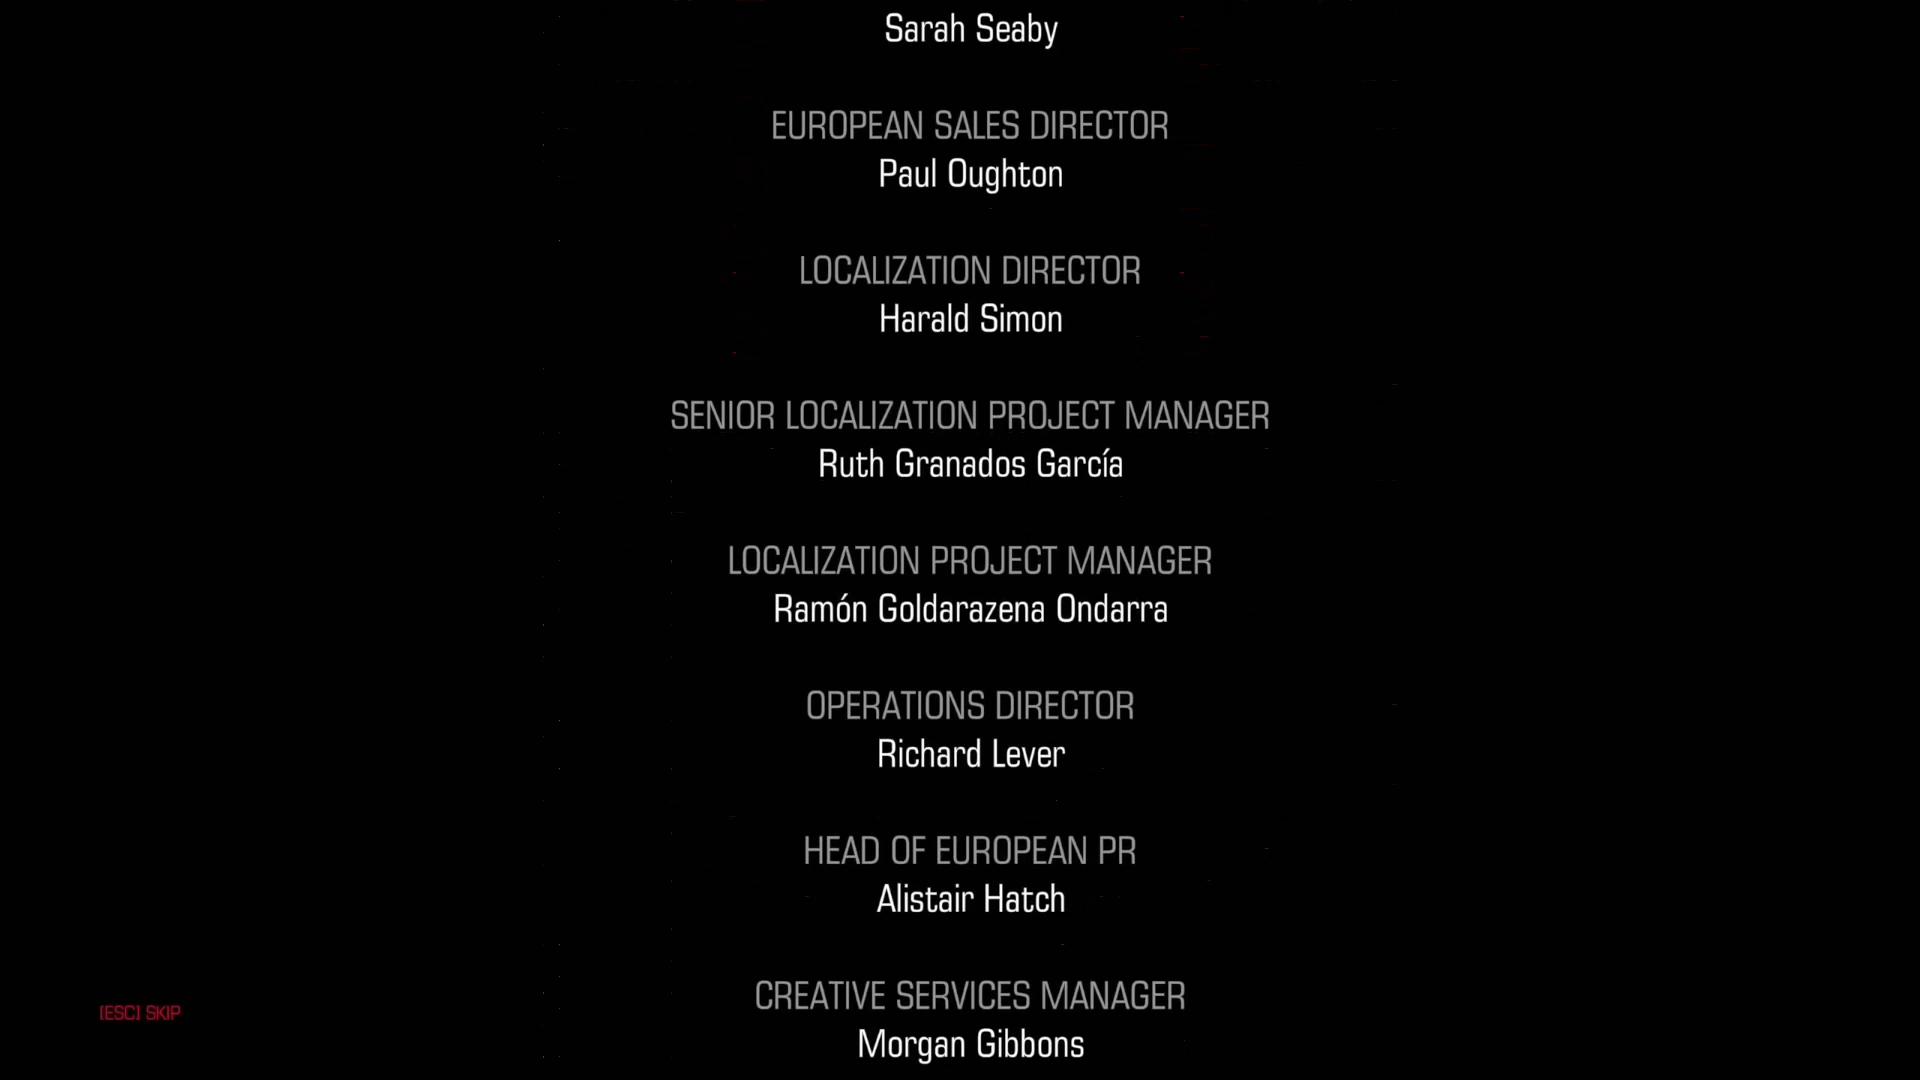 Sarah Seaby
EUROPEAN SALES DIRECTOR
Paul Oughton
LOCALIZATION DIRECTOR
Harald Simon
SENIOR LOCALIZATION PROJECT MANAGER
Ruth Granados García
LOCALIZATION PROJECT MANAGER
Ramón Goldarazena Ondarra
OPERATIONS DIRECTOR
Richard Lever
HEAD OF EUROPEAN PR
Alistair Hatch
CREATIVE SERVICES MANAGER
[ESC] SKIP
Morgan Gibbons